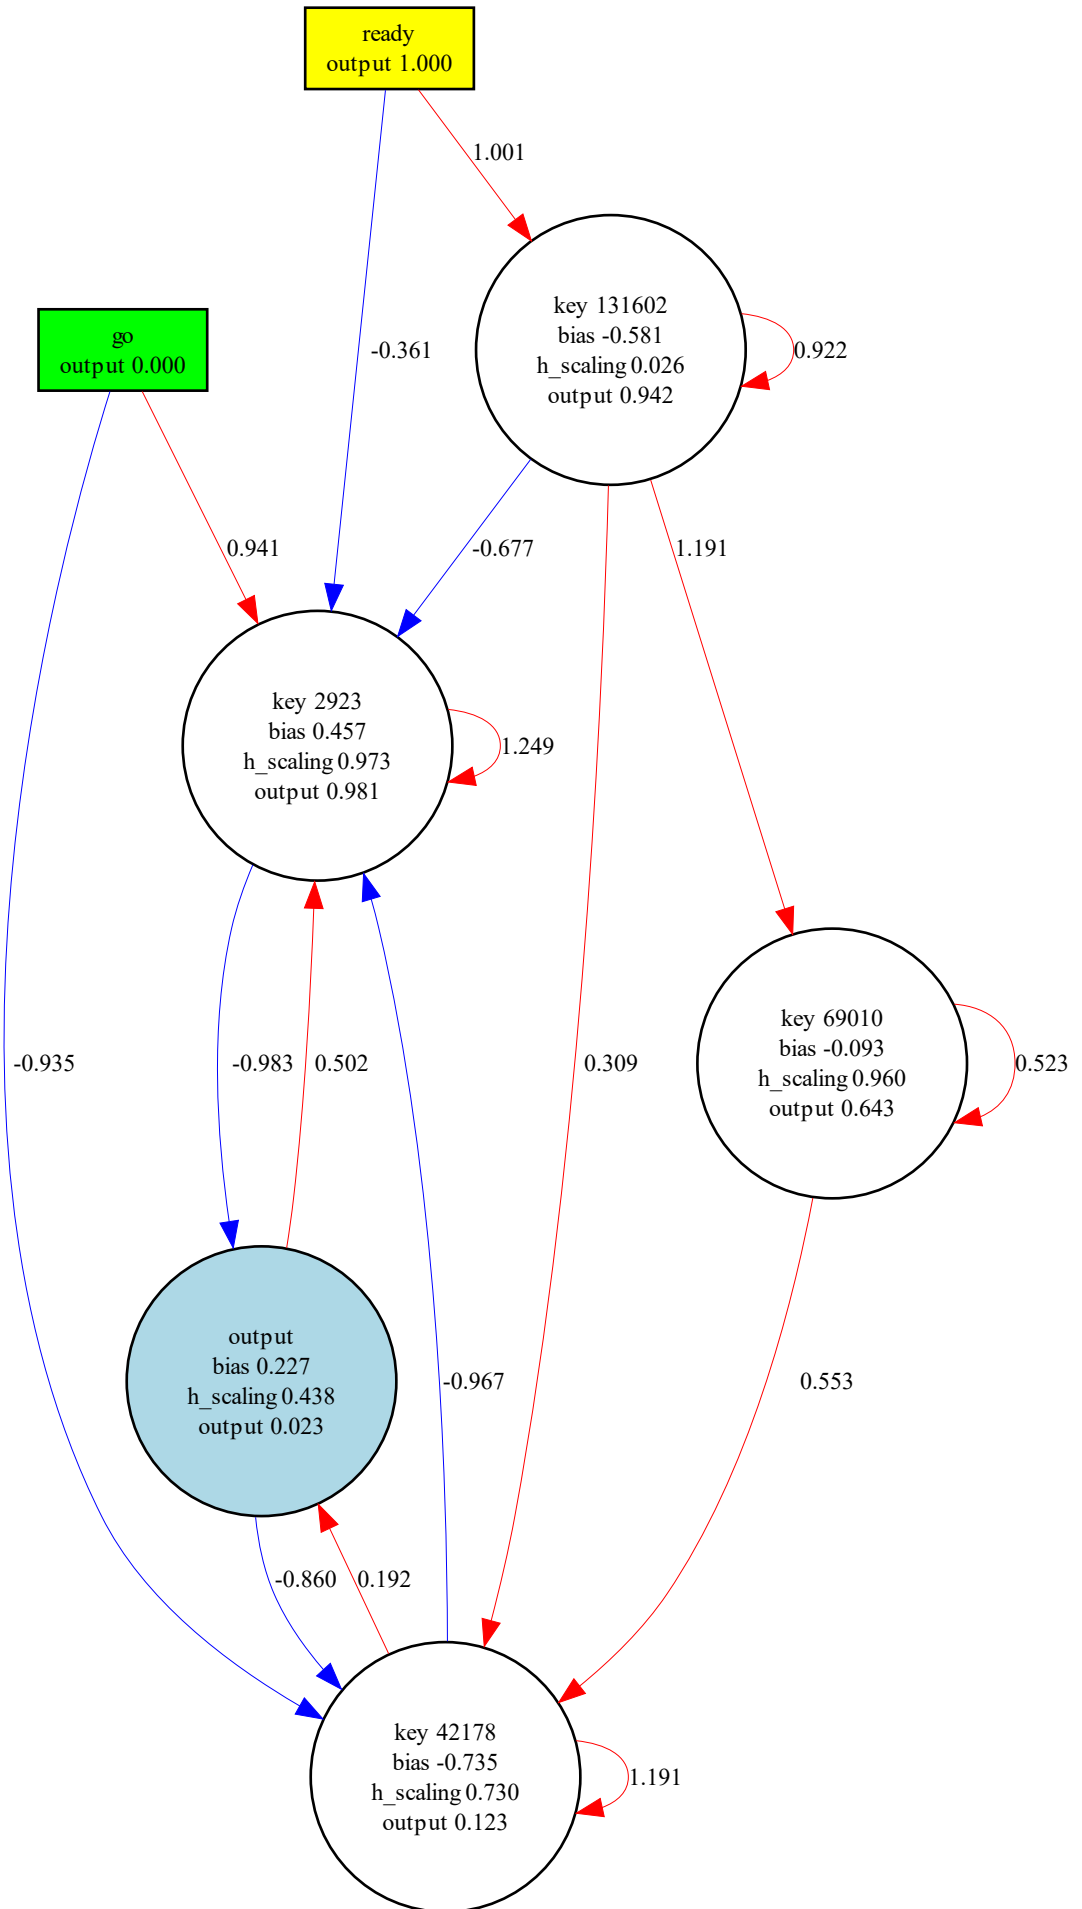 ready
output 1.000
1.001
key 131602
bias -0.581
h_scaling 0.026
output 0.942
0.922
go
output 0.000
-0.361
0.941
-0.677
1.191
key 2923
bias 0.457
h_scaling 0.973
output 0.981
1.249
-0.935
-0.983
0.502
0.309
key 69010
bias -0.093
h_scaling 0.960
output 0.643
0.523
output
bias 0.227
h_scaling 0.438
output 0.023
-0.967
0.553
-0.860
0.192
key 42178
bias -0.735
h_scaling 0.730
output 0.123
1.191